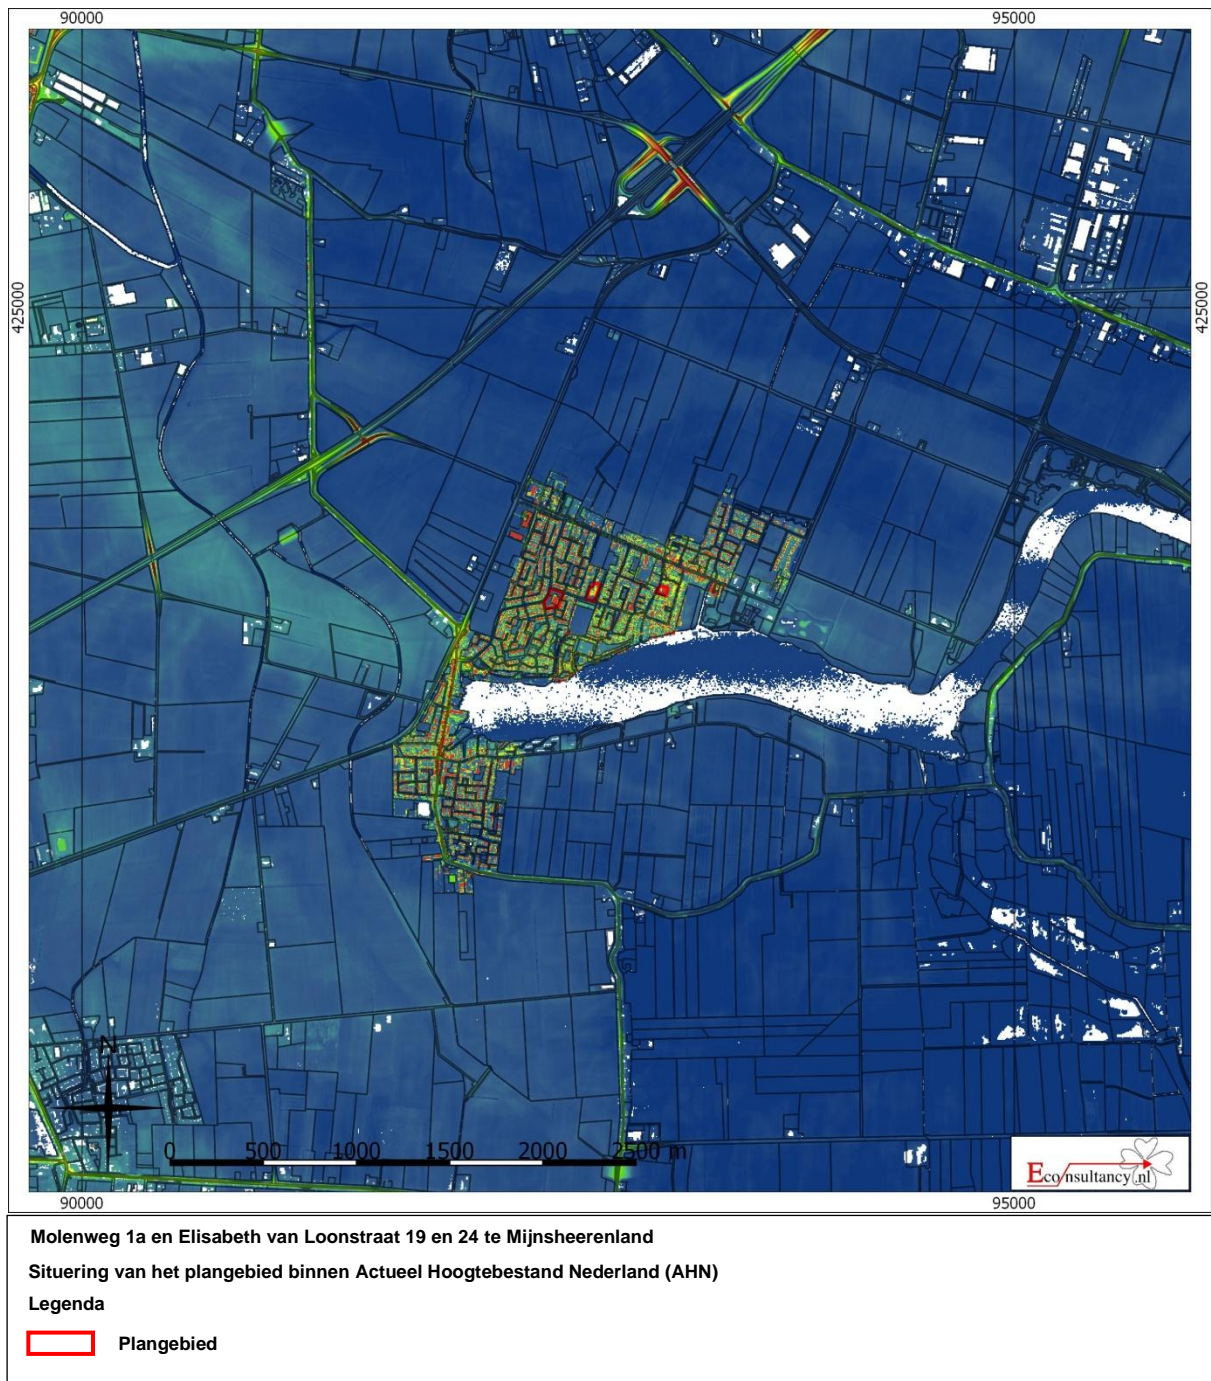 90000
95000
425000
425000
N
0 500 1000 1500 2000 2500 m
Econsultancy.nl
90000
95000
Molenweg 1a en Elisabeth van Loonstraat 19 en 24 te Mijnsheerenland
Situering van het plangebied binnen Actueel Hoogtebestand Nederland (AHN)
Legenda
Plangebied